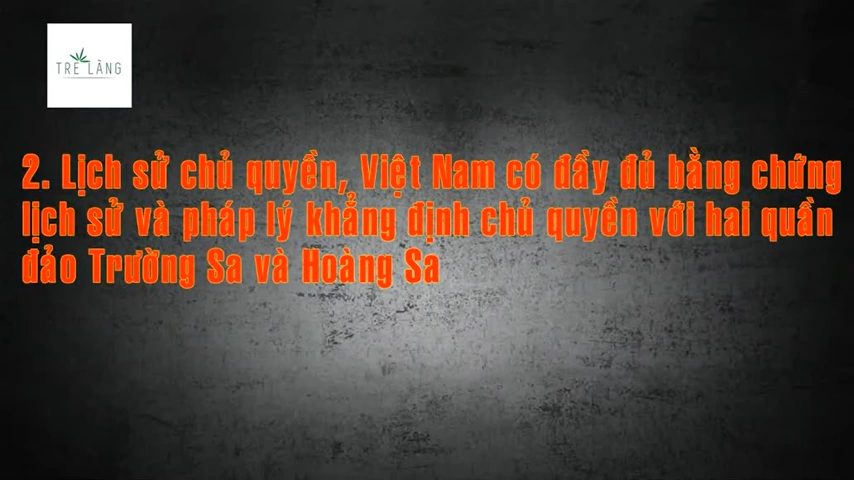 TRE LÀNG
2. Lịch sử chủ quyền, Việt Nam có đầy đủ bằng chứng
lịch sử và pháp lý khẳng định chủ quyền với hai quần
đảo Trường Sa và Hoàng Sa